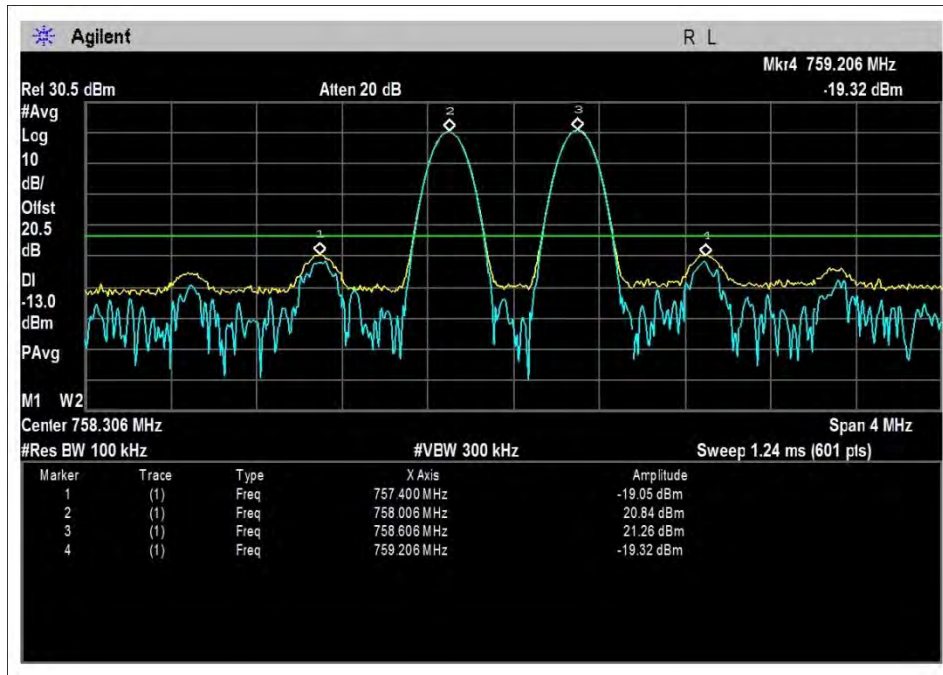 Agilent R L
Mkr4 759.206 MHz
Ref 30.5 dBm Atten 20 dB -19.32 dBm
#Avg
Log
10
dB/
Offst
20.5
dB
DI
-13.0
dBm
PAvg
1
2
3
4
M1 W2
Center 758.306 MHz Span 4 MHz
#Res BW 100 kHz #VBW 300 kHz Sweep 1.24 ms (601 pts)
Marker Trace Type X Axis Amplitude
1 (1) Freq 757.400 MHz -19.05 dBm
2 (1) Freq 758.006 MHz 20.84 dBm
3 (1) Freq 758.606 MHz 21.26 dBm
4 (1) Freq 759.206 MHz -19.32 dBm